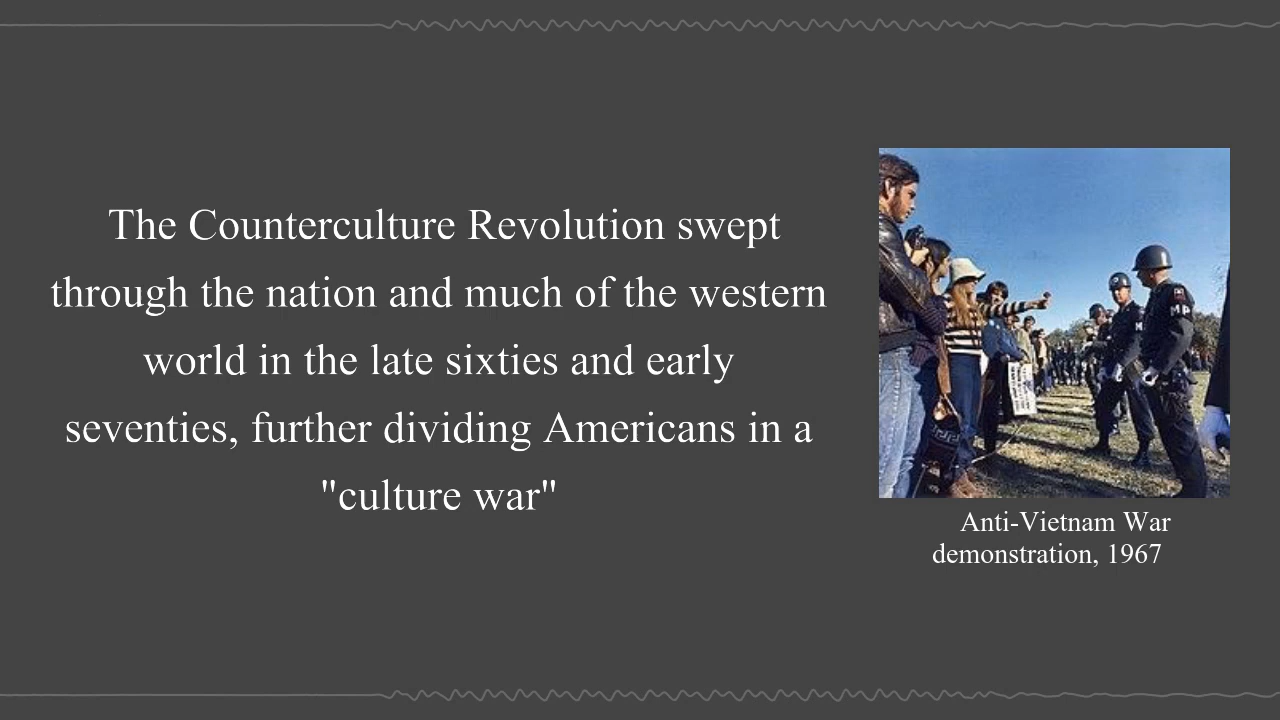 The Counterculture Revolution swept
through the nation and much of the western
world in the late sixties and early
seventies, further dividing Americans in a
"culture war"
MP
Anti-Vietnam War
demonstration, 1967